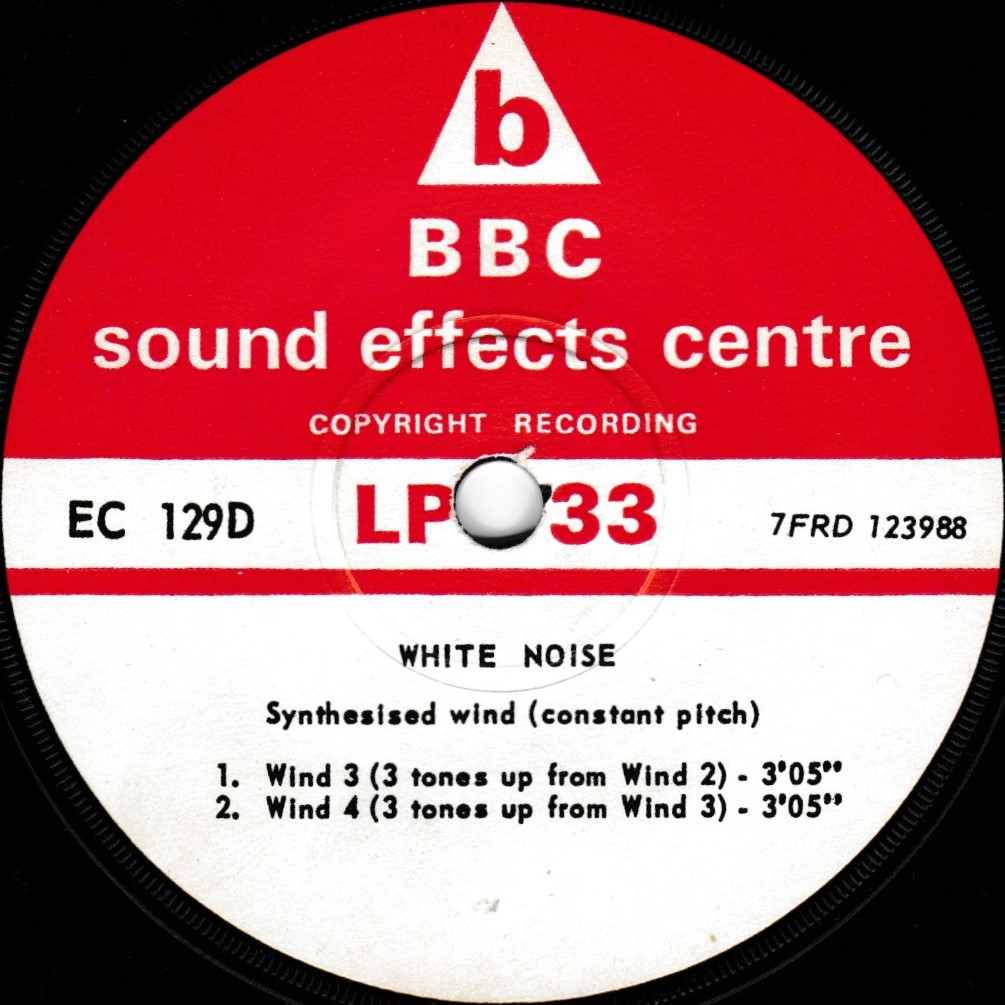 b
BBC
sound effects centre
COPYRIGHT RECORDING
EC 129D LP 33 7FRD 123988
WHITE NOISE
Synthesised wind (constant pitch)
1. Wind 3 (3 tones up from Wind 2) - 3'05"
2. Wind 4 (3 tones up from Wind 3) - 3'05"